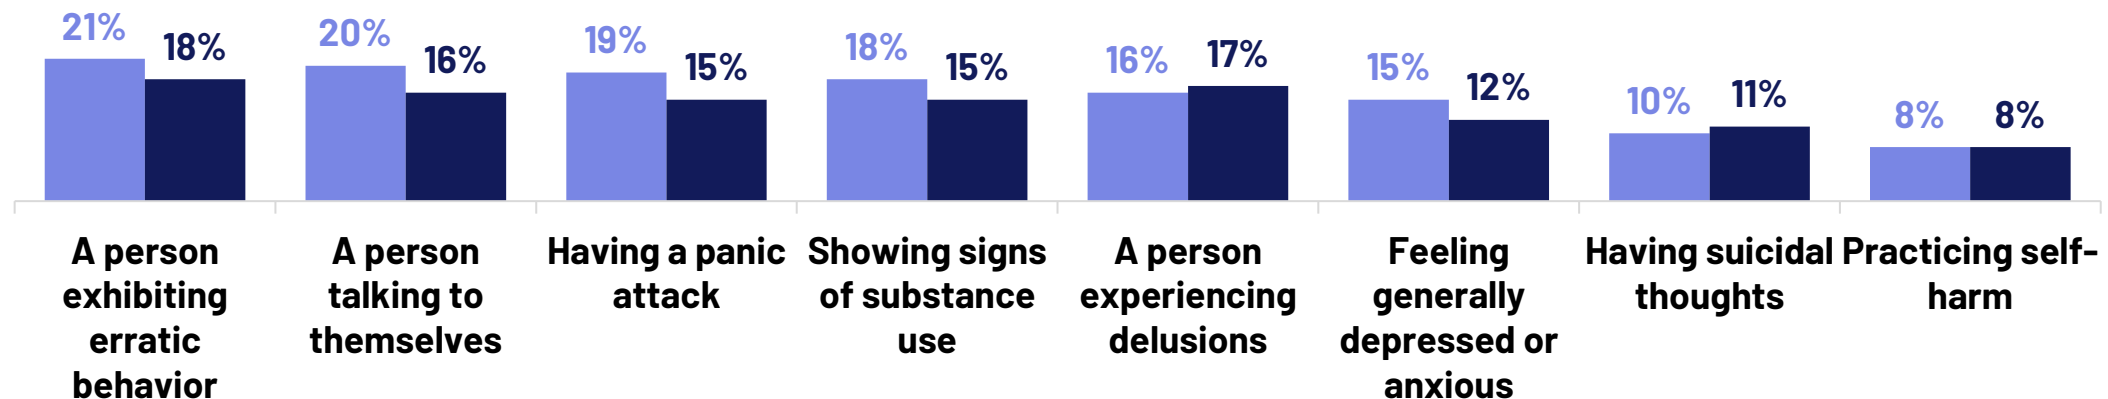 21% 18% 20% 16% 19% 15% 18% 15% 16% 17% 15% 12% 10% 11% 8% 8%
A person
exhibiting
erratic
behavior
A person
talking to
themselves
Having a panic
attack
Showing signs
of substance
use
A person
experiencing
delusions
Feeling
generally
depressed or
anxious
Having suicidal
thoughts
Practicing self-
harm